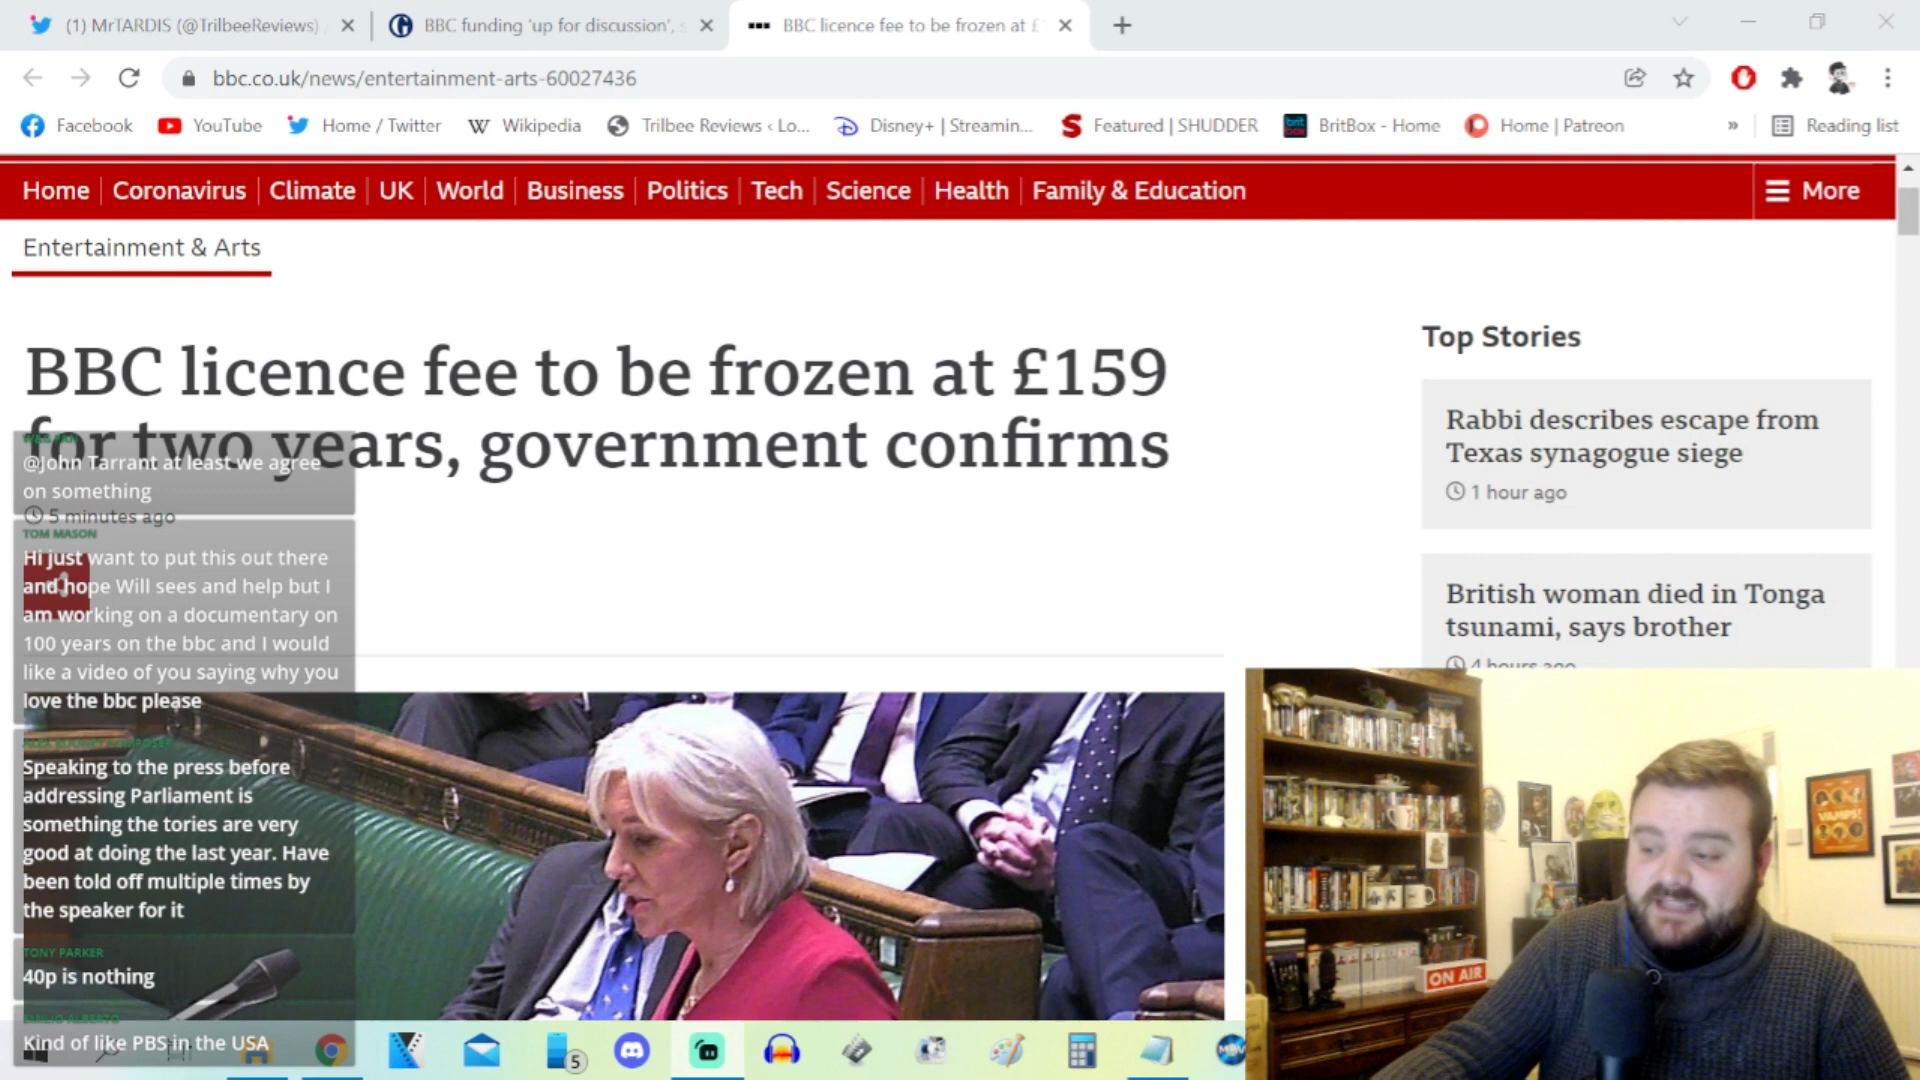 (1) MrTARDIS (@TrilbeeReviews)
BBC funding 'up for discussion',
BBC licence fee to be frozen at £
bbc.co.uk/news/entertainment-arts-60027436
Facebook
YouTube
Home / Twitter
Wikipedia
Trilbee Reviews ‹ Lo...
Disney+ | Streamin...
Featured | SHUDDER
BritBox - Home
Home | Patreon
»
Reading list
Home
Coronavirus
Climate
UK
World
Business
Politics
Tech
Science
Health
Family & Education
More
Entertainment & Arts
BBC licence fee to be frozen at £159
for two years, government confirms
5 minutes ago
Top Stories
Rabbi describes escape from
Texas synagogue siege
1 hour ago
British woman died in Tonga
tsunami, says brother
4 hours ago
@John Tarrant at least we agree
on something
TOM MASON
Hi just want to put this out there
and hope Will sees and help but I
am working on a documentary on
100 years on the bbc and I would
like a video of you saying why you
love the bbc please
Speaking to the press before
addressing Parliament is
something the tories are very
good at doing the last year. Have
been told off multiple times by
the speaker for it
TONY PARKER
40p is nothing
EMILIO ALBERTO
Kind of like PBS in the USA
5
VAMPS!
ON AIR